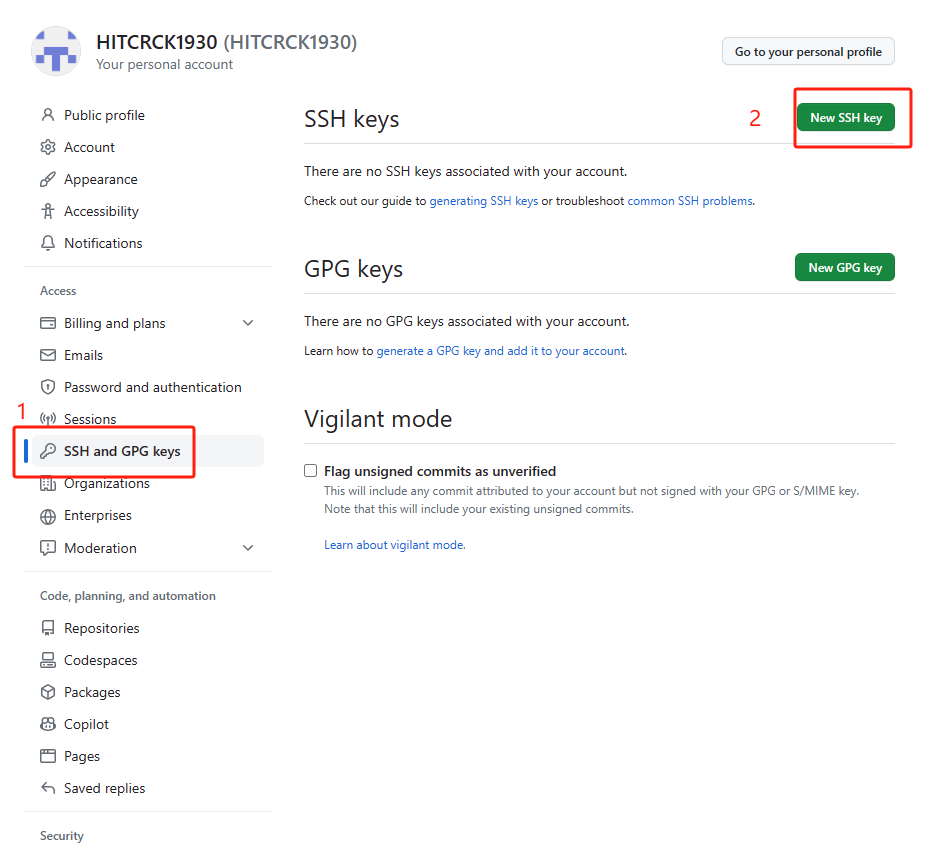 HITCRCK1930 (HITCRCK1930)
Your personal account
Go to your personal profile
Public profile
Account
Appearance
Accessibility
Notifications
Access
Billing and plans
Emails
Password and authentication
1
Sessions
SSH and GPG keys
Organizations
Enterprises
Moderation
Code, planning, and automation
Repositories
Codespaces
Packages
Copilot
Pages
Saved replies
Security
SSH keys
2
New SSH key
There are no SSH keys associated with your account.
Check out our guide to generating SSH keys or troubleshoot common SSH problems.
GPG keys
New GPG key
There are no GPG keys associated with your account.
Learn how to generate a GPG key and add it to your account.
Vigilant mode
Flag unsigned commits as unverified
This will include any commit attributed to your account but not signed with your GPG or S/MIME key.
Note that this will include your existing unsigned commits.
Learn about vigilant mode.